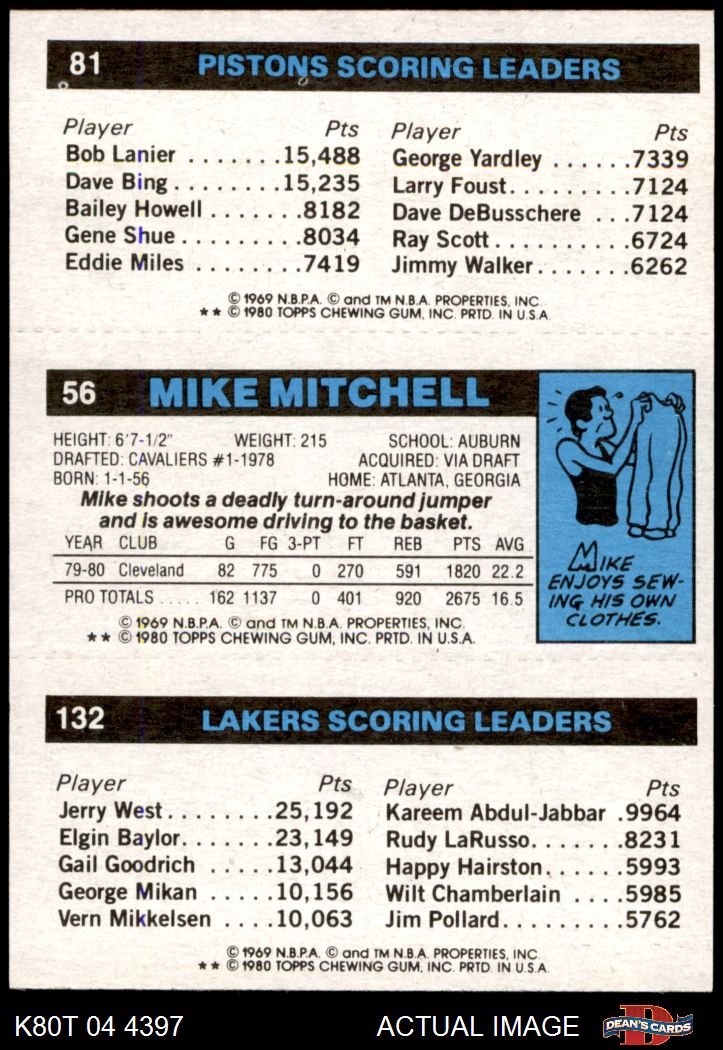 81 PISTONS SCORING LEADERS
Player Pts Player Pts
Bob Lanier . . . . . . .15,488 George Yardley . . . . . .7339
Dave Bing . . . . . . . .15,235 Larry Foust. . . . . . . . .7124
Bailey Howell . . . . . . .8182 Dave DeBusschere . . .7124
Gene Shue . . . . . . . . .8034 Ray Scott . . . . . . . . . .6724
Eddie Miles . . . . . . . .7419 Jimmy Walker . . . . . . .6262
© 1969 N.B.P.A. © and TM N.B.A. PROPERTIES, INC.
** © 1980 TOPPS CHEWING GUM, INC. PRTD. IN U.S.A.
56 MIKE MITCHELL
HEIGHT: 6'7-1/2" WEIGHT: 215 SCHOOL: AUBURN
DRAFTED: CAVALIERS #1-1978 ACQUIRED: VIA DRAFT
BORN: 1-1-56 HOME: ATLANTA, GEORGIA
Mike shoots a deadly turn-around jumper
and is awesome driving to the basket.
YEAR CLUB G FG 3-PT FT REB PTS AVG
79-80 Cleveland 82 775 0 270 591 1820 22.2
PRO TOTALS . . . . . 162 1137 0 401 920 2675 16.5
© 1969 N.B.P.A. © and TM N.B.A. PROPERTIES, INC.
** © 1980 TOPPS CHEWING GUM, INC. PRTD. IN U.S.A.
MIKE
ENJOYS SEW-
ING HIS OWN
CLOTHES.
132 LAKERS SCORING LEADERS
Player Pts Player Pts
Jerry West . . . . . . . .25,192 Kareem Abdul-Jabbar .9964
Elgin Baylor. . . . . . . .23,149 Rudy LaRusso. . . . . . .8231
Gail Goodrich . . . . . .13,044 Happy Hairston. . . . . .5993
George Mikan . . . . . .10,156 Wilt Chamberlain . . . .5985
Vern Mikkelsen . . . .10,063 Jim Pollard. . . . . . . . .5762
© 1969 N.B.P.A. © and TM N.B.A. PROPERTIES, INC.
** © 1980 TOPPS CHEWING GUM, INC. PRTD. IN U.S.A.
K80T 04 4397 ACTUAL IMAGE D DEAN'S CARDS